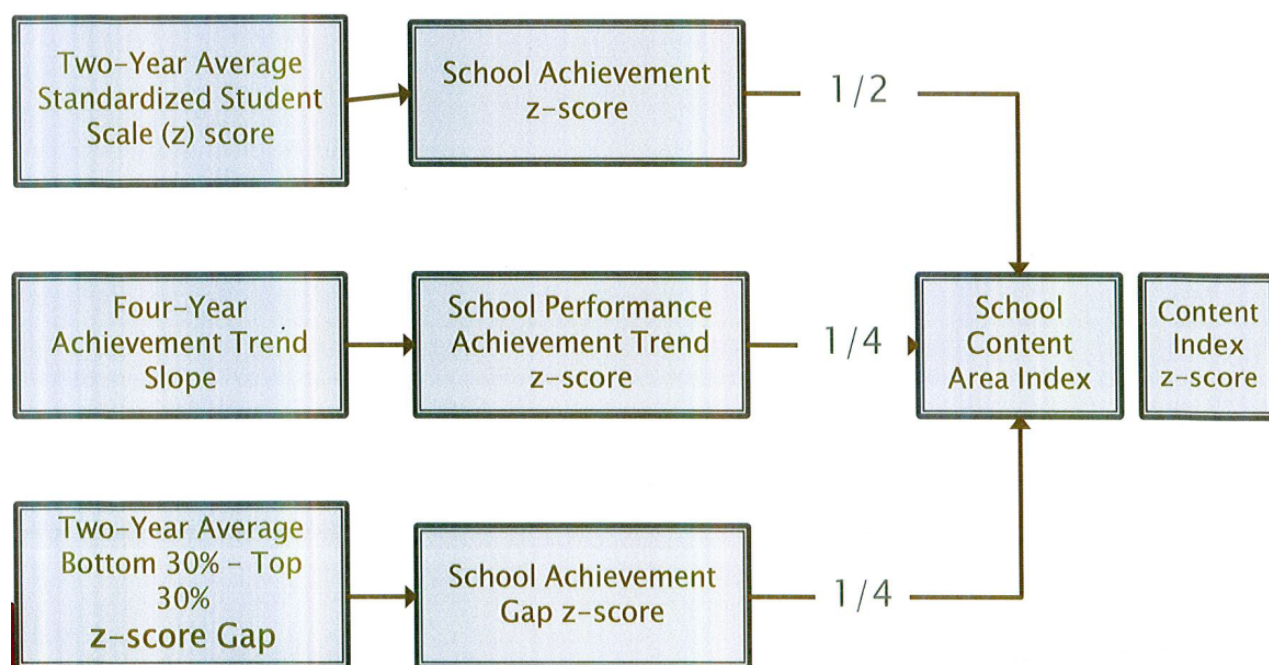 Two-Year Average
Standardized Student
Scale (z) score
School Achievement
z-score
1/2
Four-Year
Achievement Trend
Slope
School Performance
Achievement Trend
z-score
1/4
School
Content
Area Index
Content
Index
z-score
Two-Year Average
Bottom 30% - Top
30%
z-score Gap
School Achievement
Gap z-score
1/4